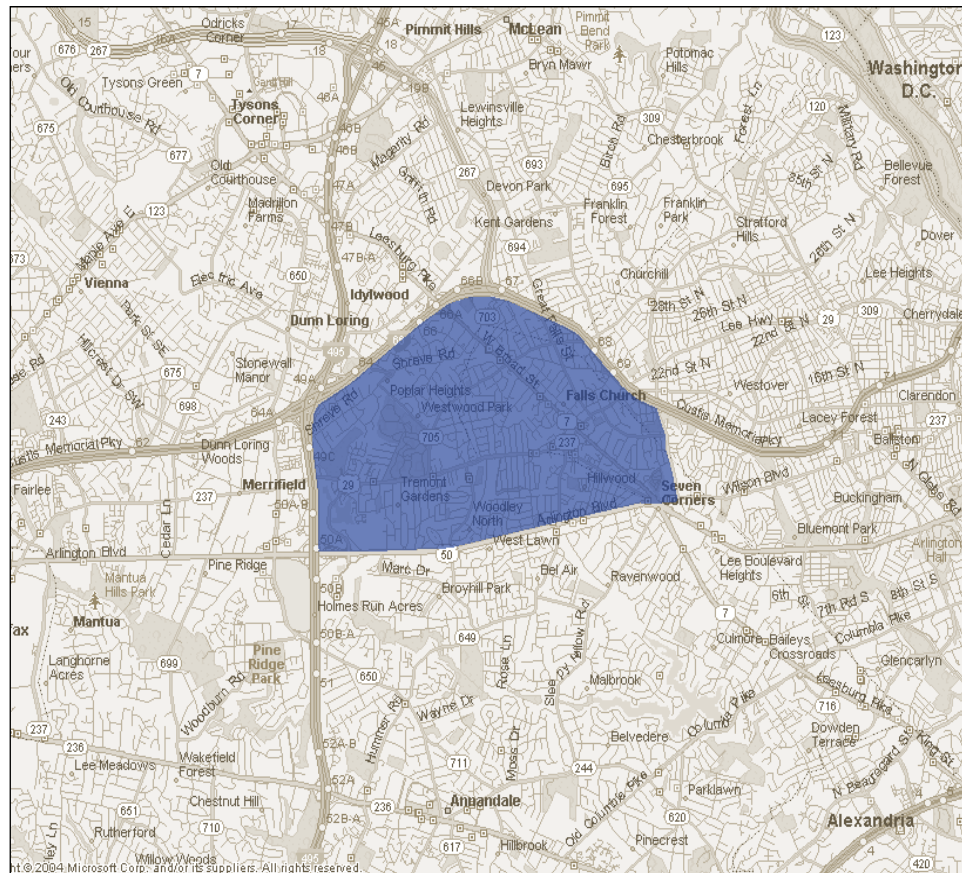 Odricks
Corner
Pimmit Hills
McLean
Pimmit
Bend
Park
Potomac
Hills
Washington
D.C.
Bryn Mawr
Tysons Green
Tysons
Corner
Old Courthouse Rd
Lewinsville
Heights
Magarity Rd
Griffith Rd
Birch Rd
Chesterbrook
Forest Ln
Military Rd
Bellevue
Forest
Old
Courthouse
Madrillon
Farms
Devon Park
Kent Gardens
Franklin
Forest
Franklin
Park
Strafford
Hills
35th St N
26th St N
Dover
Maple Ave E
Vienna
Electric Ave
Leesburg Pike
Idylwood
Dunn Loring
Churchill
28th St N
26th St N
Lee Hwy
22nd St N
Lee Heights
Cherrydale
Park St SE
Hillcrest Dr SW
Stonewall
Manor
Great Falls St
W Broad St
Shreve Rd
Poplar Heights
Westwood Park
Falls Church
22nd St N
Westover
16th St N
Lacey Forest
Clarendon
Custis Memorial Pky
Dunn Loring
Woods
Shreve Rd
Custis Memorial Pky
Ballston
N Glebe Rd
Fairlee
Merrifield
Cedar Ln
Tremont
Gardens
Woodley
North
Hillwood
Seven
Corners
Wilson Blvd
Buckingham
Bluemont Park
Arlington Blvd
West Lawn
Arlington
Hall
Arlington Blvd
Pine Ridge
Marc Dr
Broyhill Park
Bel Air
Ravenwood
Lee Boulevard
Heights
6th St
7th Rd S
8th St S
Columbia Pike
Mantua
Hills Park
Mantua
Holmes Run Acres
Rose Ln
Culmore
Baileys
Crossroads
Glencarlyn
Langhorne
Acres
Woodburn Rd
Pine
Ridge
Park
Wayne Dr
Malbrook
Leesburg Pike
Columbia Pike
Hummer Rd
Belvedere
Dowden
Terrace
King St
Lee Meadows
Wakefield
Forest
Moss Dr
N Beauregard St
Chestnut Hill
Annandale
Old Columbia Pike
Parklawn
Rutherford
Willow Woods
Hillbrook
Pinecrest
Alexandria
ht © 2004 Microsoft Corp. and/or its suppliers. All rights reserved.